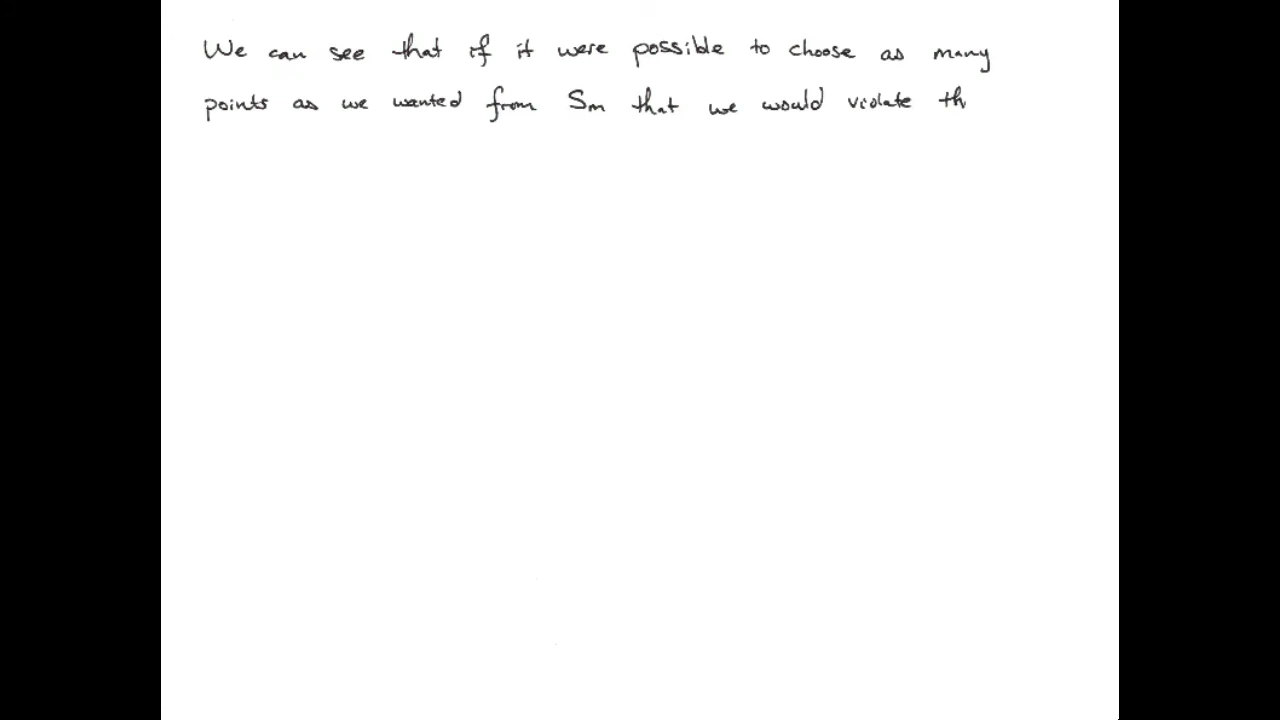 We can see that if it were possible to choose as many
points as we wanted from Sm that we would violate th